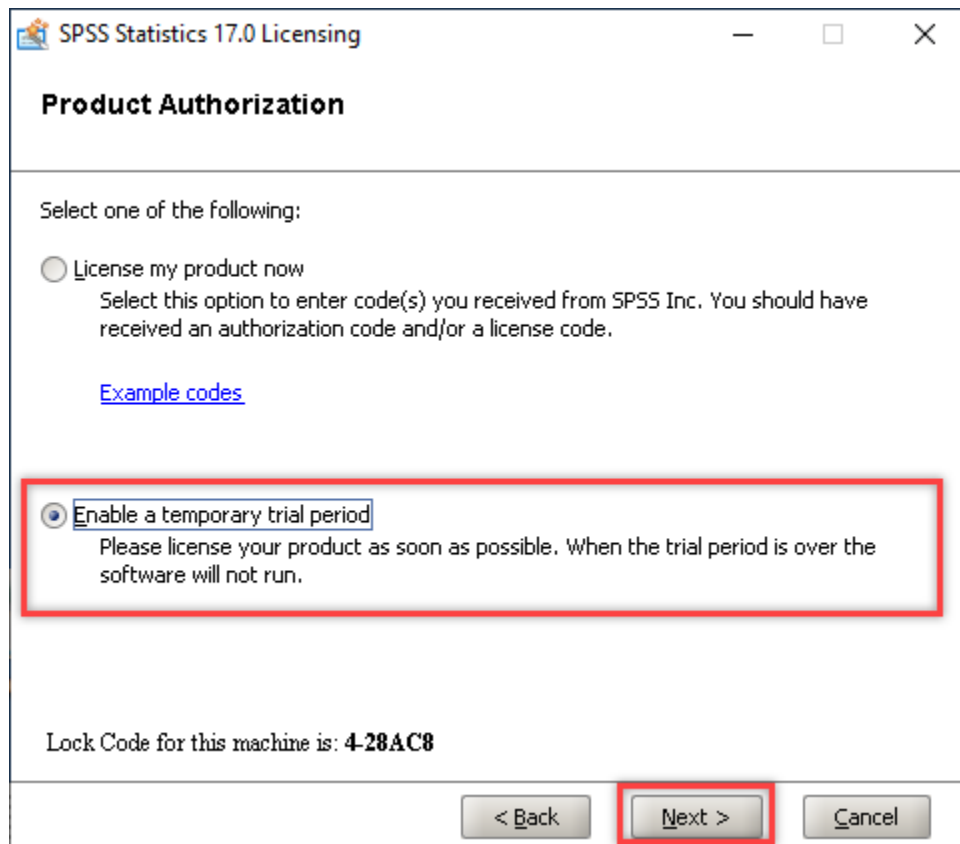 SPSS Statistics 17.0 Licensing
Product Authorization
Select one of the following:
License my product now
Select this option to enter code(s) you received from SPSS Inc. You should have
received an authorization code and/or a license code.
Example codes
Enable a temporary trial period
Please license your product as soon as possible. When the trial period is over the
software will not run.
Lock Code for this machine is: 4-28AC8
< Back Next > Cancel